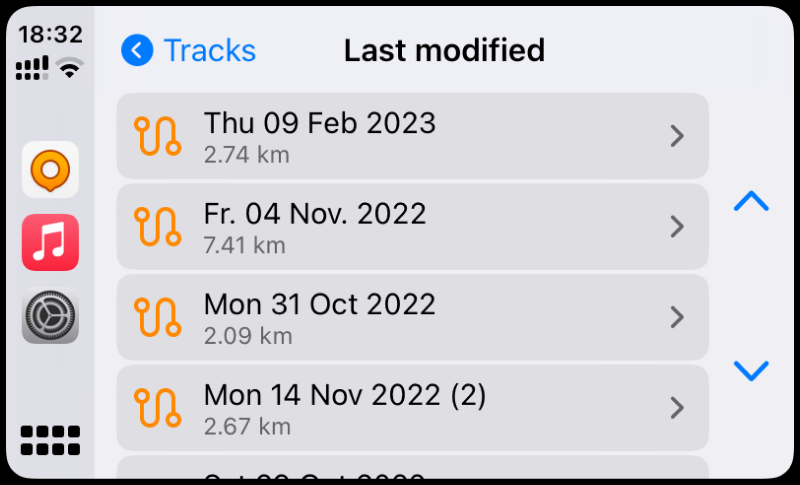 18:32
Tracks
Last modified
Thu 09 Feb 2023
2.74 km
Fr. 04 Nov. 2022
7.41 km
Mon 31 Oct 2022
2.09 km
Mon 14 Nov 2022 (2)
2.67 km